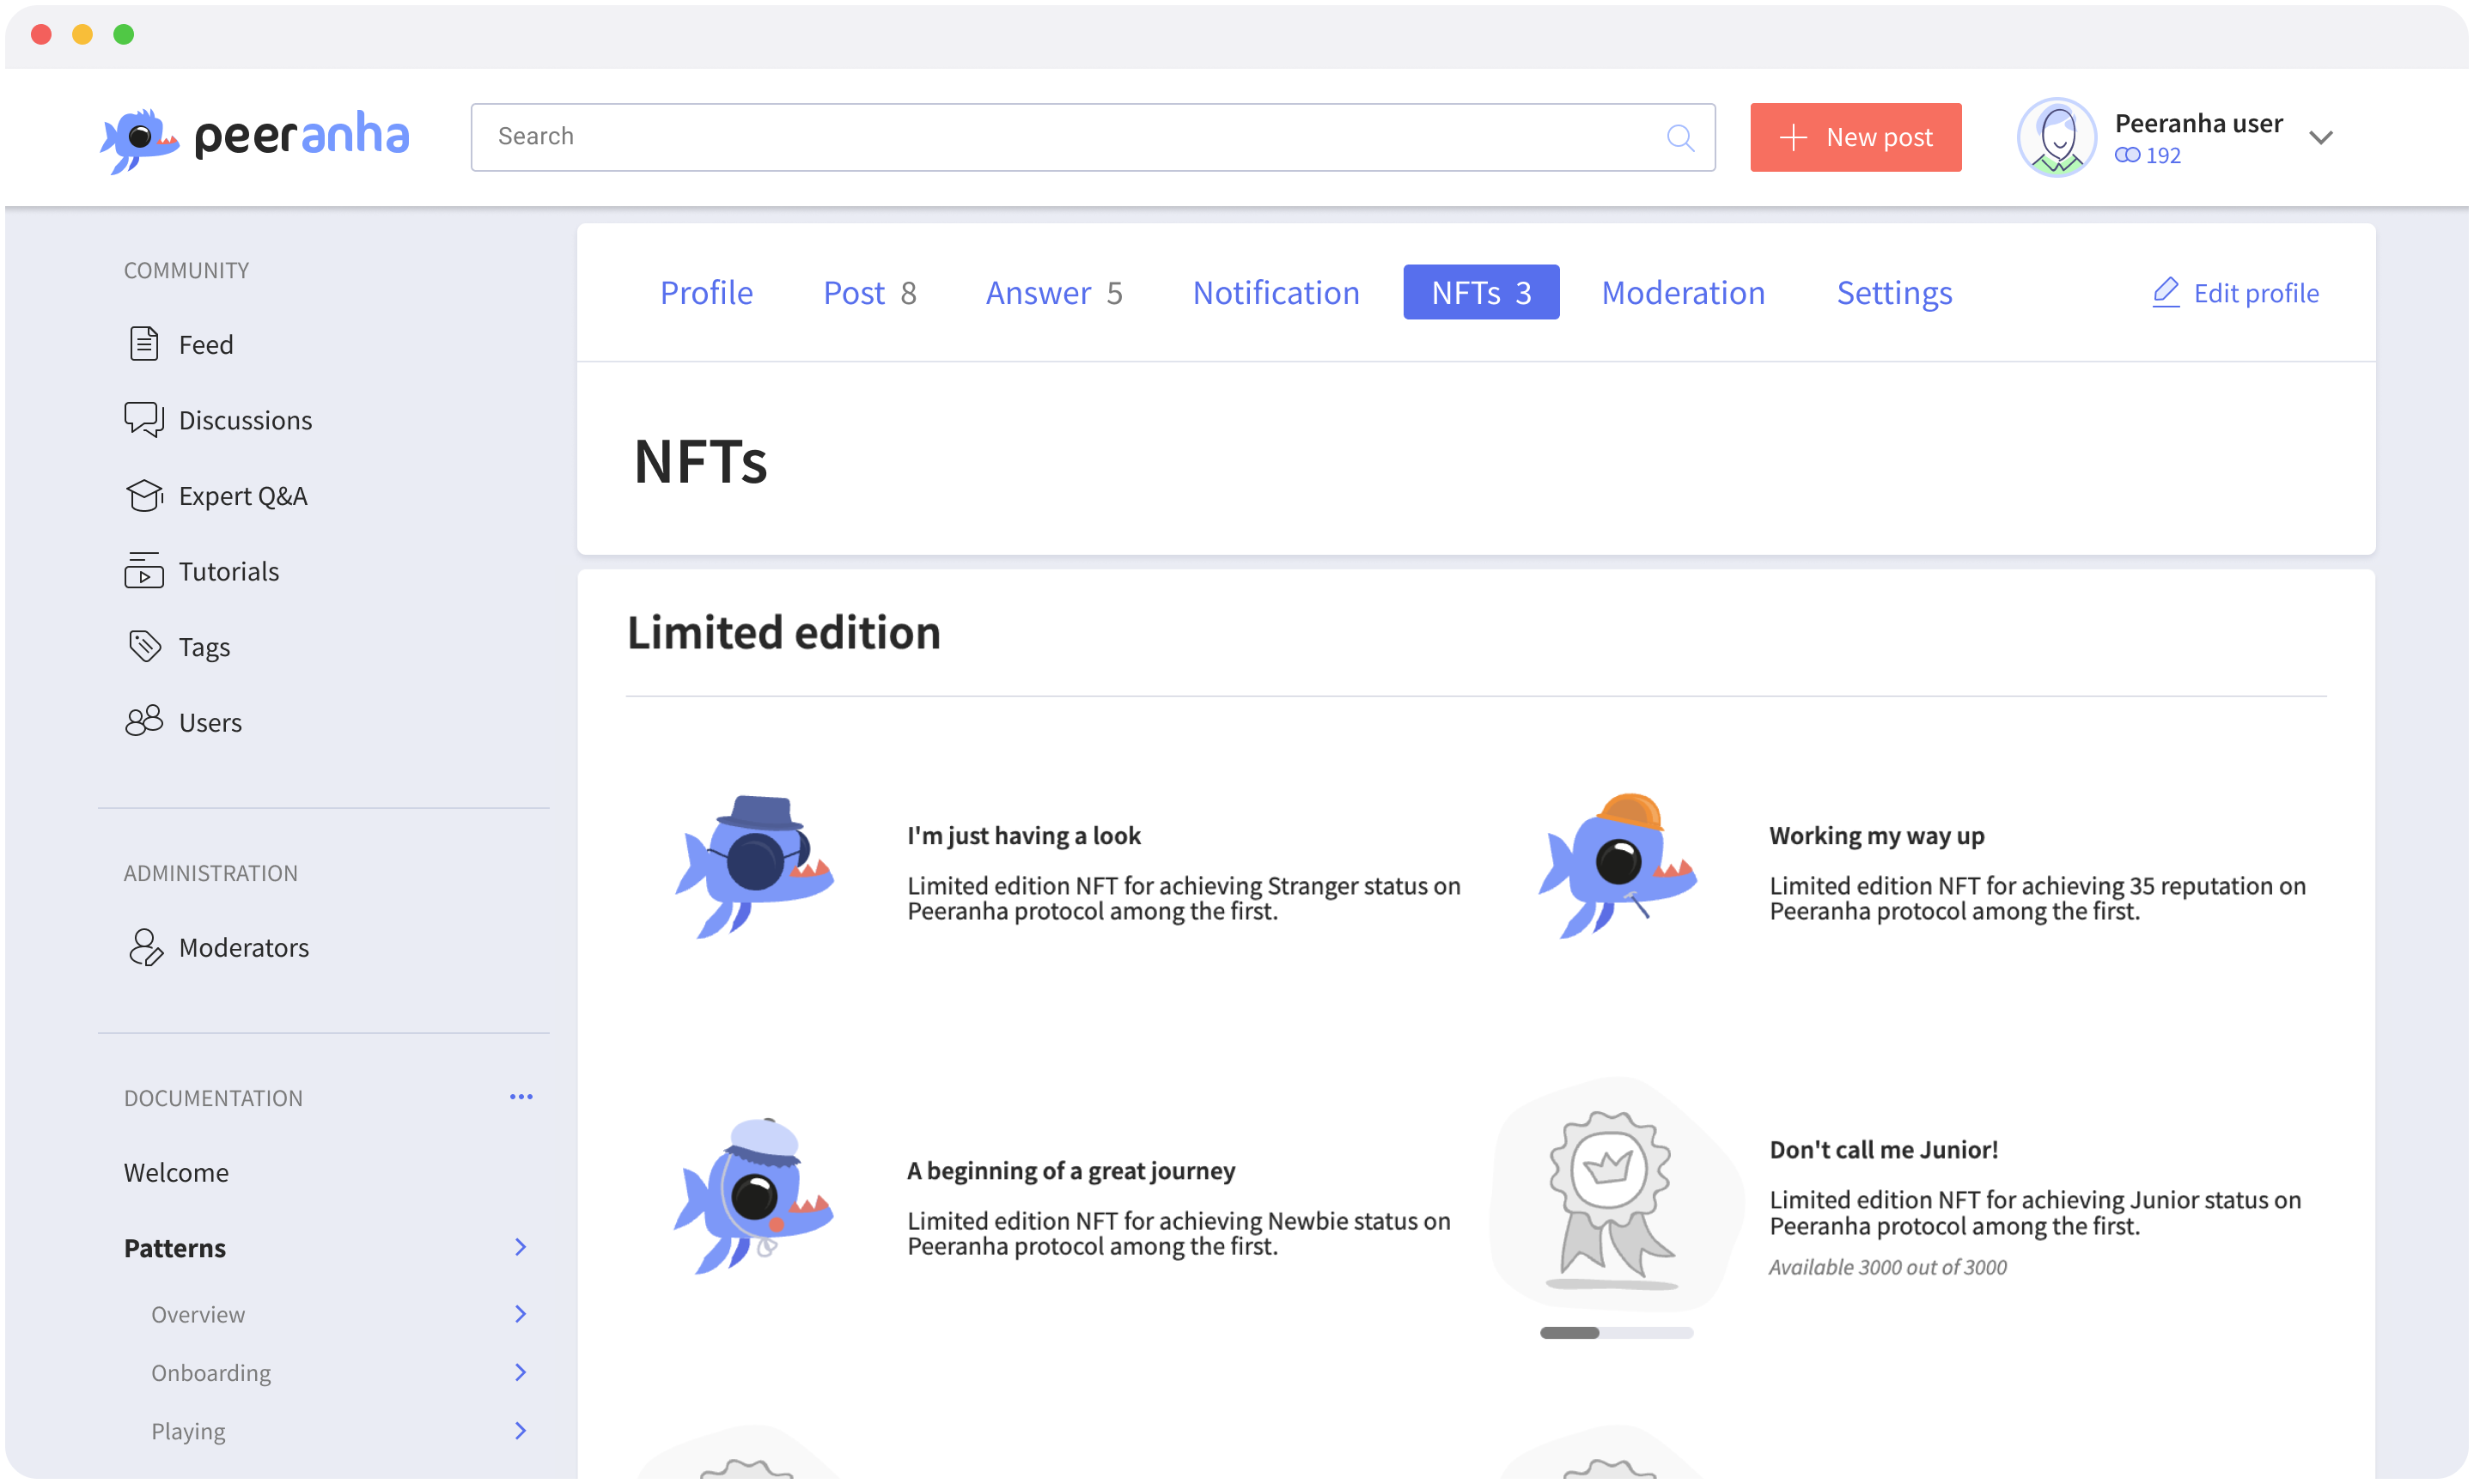 peeranha
Search
New post
Peeranha user
192
COMMUNITY
Feed
Discussions
Expert Q&A
Tutorials
Tags
Users
ADMINISTRATION
Moderators
DOCUMENTATION
Welcome
Patterns
Overview
Onboarding
Playing
Profile
Post 8
Answer 5
Notification
NFTs 3
Moderation
Settings
Edit profile
NFTs
Limited edition
I'm just having a look
Limited edition NFT for achieving Stranger status on
Peeranha protocol among the first.
Working my way up
Limited edition NFT for achieving 35 reputation on
Peeranha protocol among the first.
A beginning of a great journey
Limited edition NFT for achieving Newbie status on
Peeranha protocol among the first.
Don't call me Junior!
Limited edition NFT for achieving Junior status on
Peeranha protocol among the first.
Available 3000 out of 3000